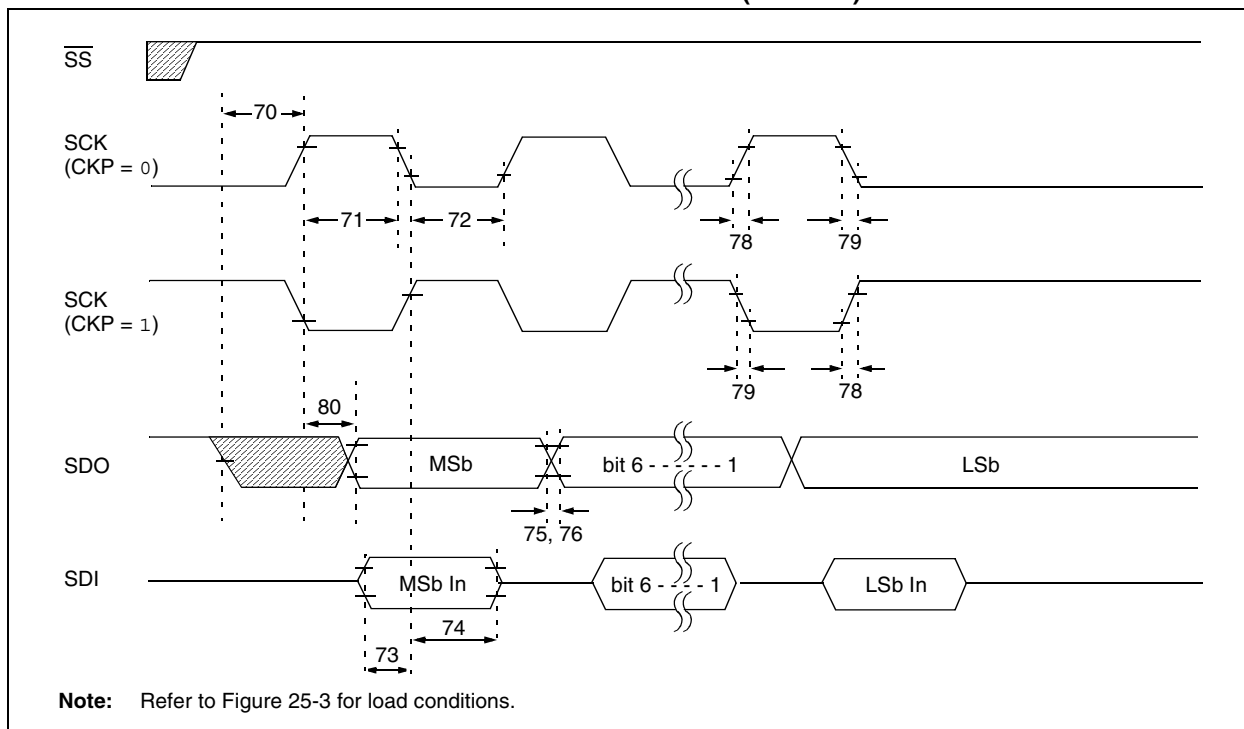 SS
70
SCK
(CKP = 0)
71
72
78
79
SCK
(CKP = 1)
79
78
80
SDO
MSb
bit 6 - - - - - - 1
LSb
75, 76
SDI
MSb In
bit 6 - - - - 1
LSb In
74
73
Note: Refer to Figure 25-3 for load conditions.